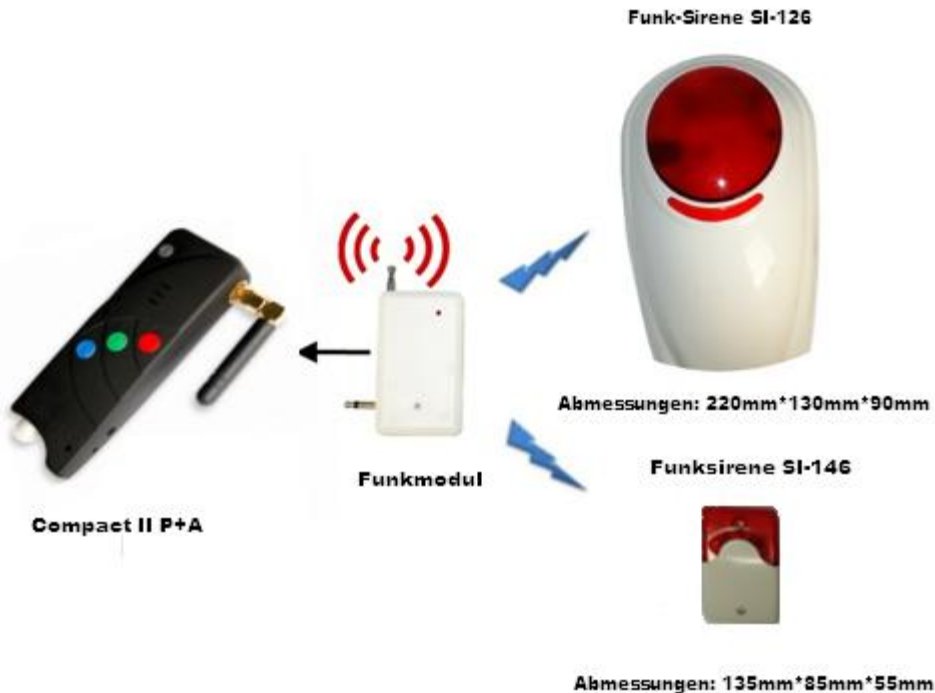 Funk-Sirene SI-126
Abmessungen: 220mm*130mm*90mm
Funkmodul
Funksirene SI-146
Compact II P+A
Abmessungen: 135mm*85mm*55mm